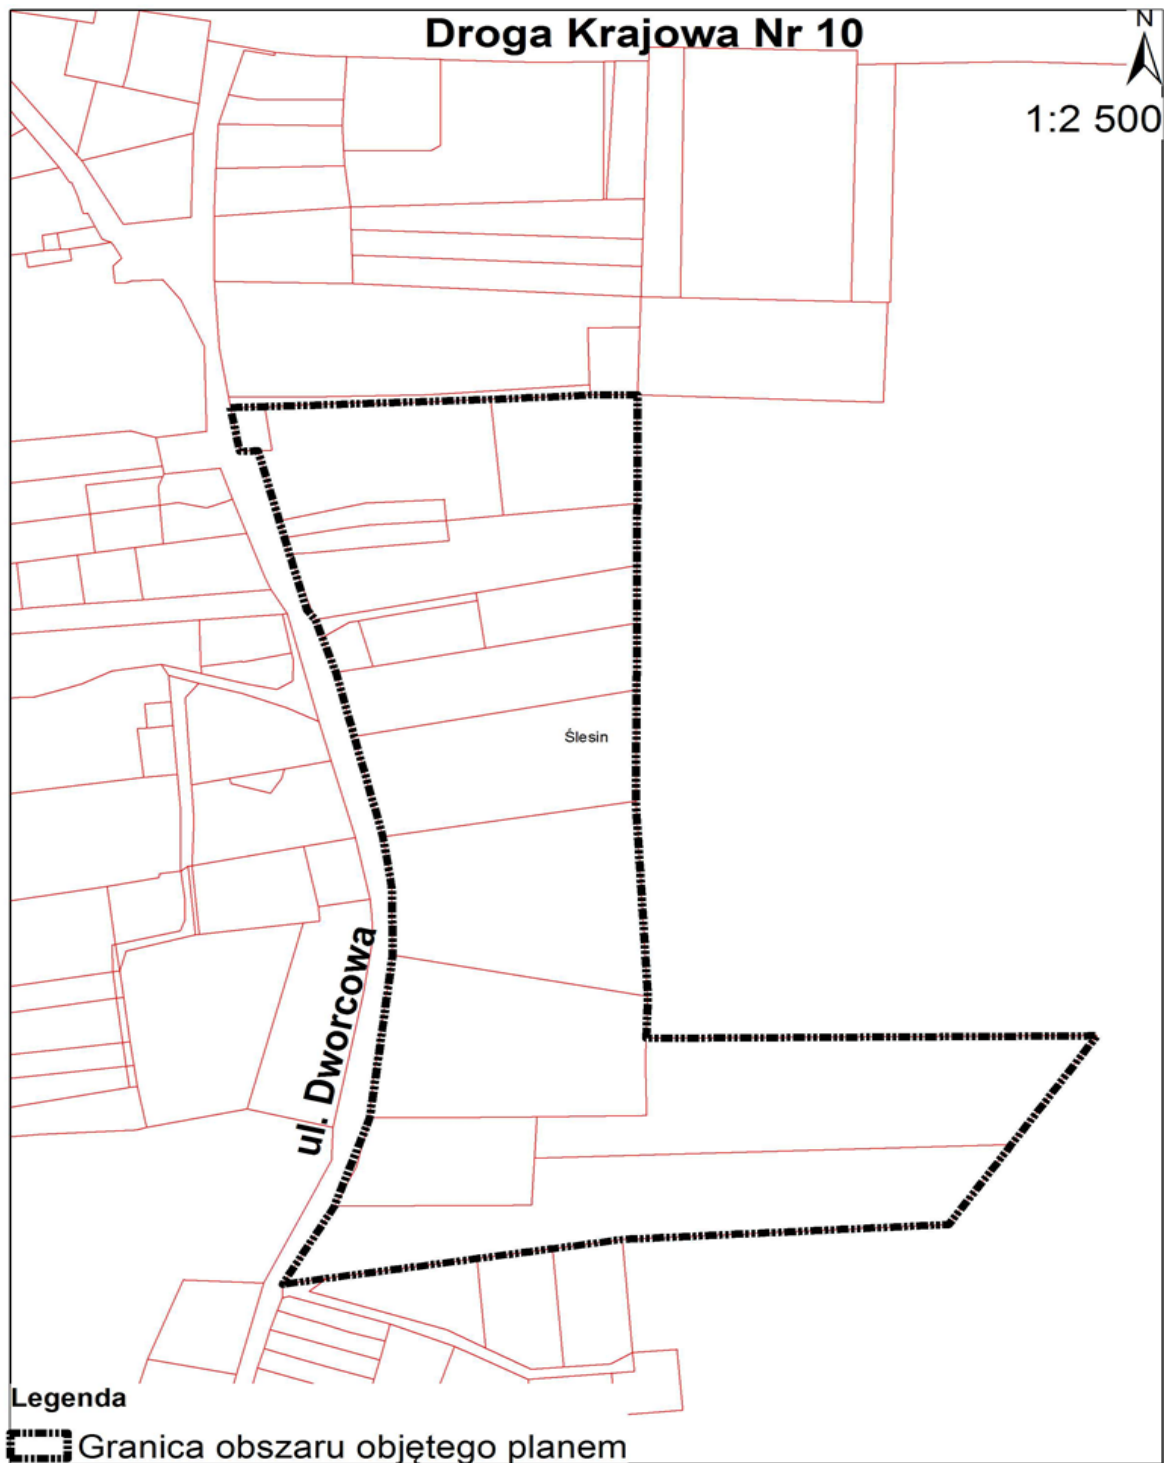 Droga Krajowa Nr 10
N
1:2 500
Ślesin
ul. Dworcowa
Legenda
Granica obszaru objętego planem